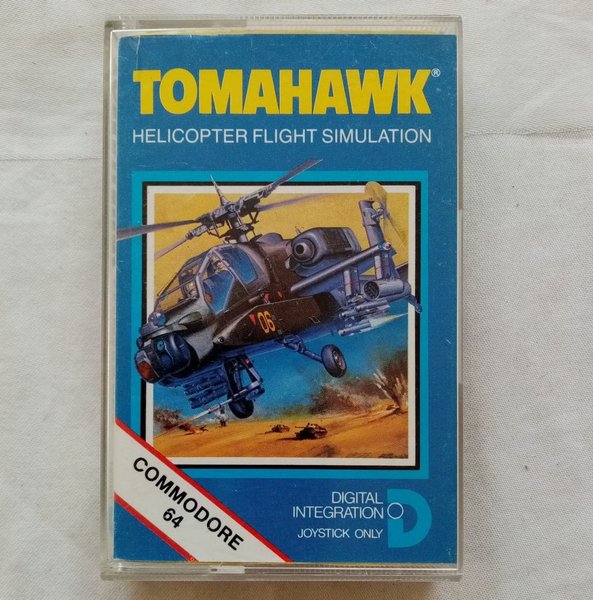 TOMAHAWK®
HELICOPTER FLIGHT SIMULATION
06
COMMODORE
64
DIGITAL
INTEGRATION
JOYSTICK ONLY